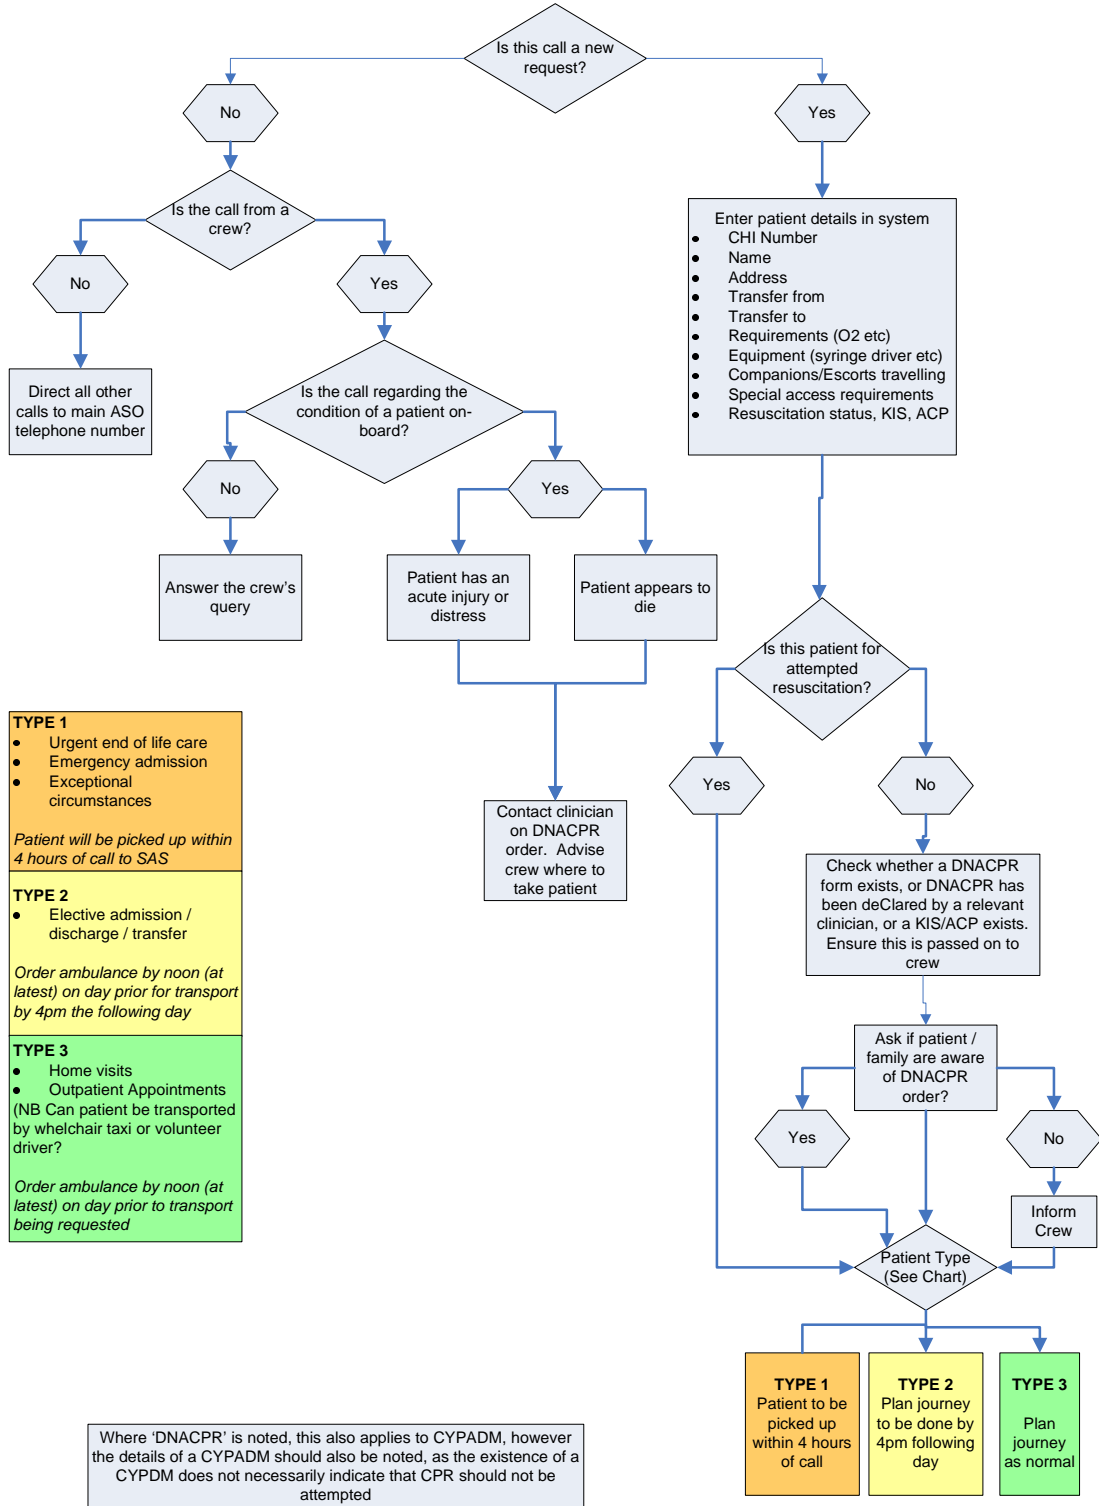 Is this call a new
request?
No
Yes
Is the call from a
crew?
No
Yes
Direct all other
calls to main ASO
telephone number
Is the call regarding the
condition of a patient on-
board?
No
Yes
Answer the crew's
query
Patient has an
acute injury or
distress
Patient appears to
die
Contact clinician
on DNACPR
order.  Advise
crew where to
take patient
Enter patient details in system
• CHI Number
• Name
• Address
• Transfer from
• Transfer to
• Requirements (O2 etc)
• Equipment (syringe driver etc)
• Companions/Escorts travelling
• Special access requirements
• Resuscitation status, KIS, ACP
Is this patient for
attempted
resuscitation?
Yes
No
Check whether a DNACPR
form exists, or DNACPR has
been deClared by a relevant
clinician, or a KIS/ACP exists.
Ensure this is passed on to
crew
Ask if patient /
family are aware
of DNACPR
order?
Yes
No
Inform
Crew
Patient Type
(See Chart)
TYPE 1
Patient to be
picked up
within 4 hours
of call
TYPE 2
Plan journey
to be done by
4pm following
day
TYPE 3
Plan
journey
as normal
TYPE 1
• Urgent end of life care
• Emergency admission
• Exceptional
circumstances
Patient will be picked up within
4 hours of call to SAS
TYPE 2
• Elective admission /
discharge / transfer
Order ambulance by noon (at
latest) on day prior for transport
by 4pm the following day
TYPE 3
• Home visits
• Outpatient Appointments
(NB Can patient be transported
by whelchair taxi or volunteer
driver?
Order ambulance by noon (at
latest) on day prior to transport
being requested
Where 'DNACPR' is noted, this also applies to CYPADM, however
the details of a CYPADM should also be noted, as the existence of a
CYPDM does not necessarily indicate that CPR should not be
attempted